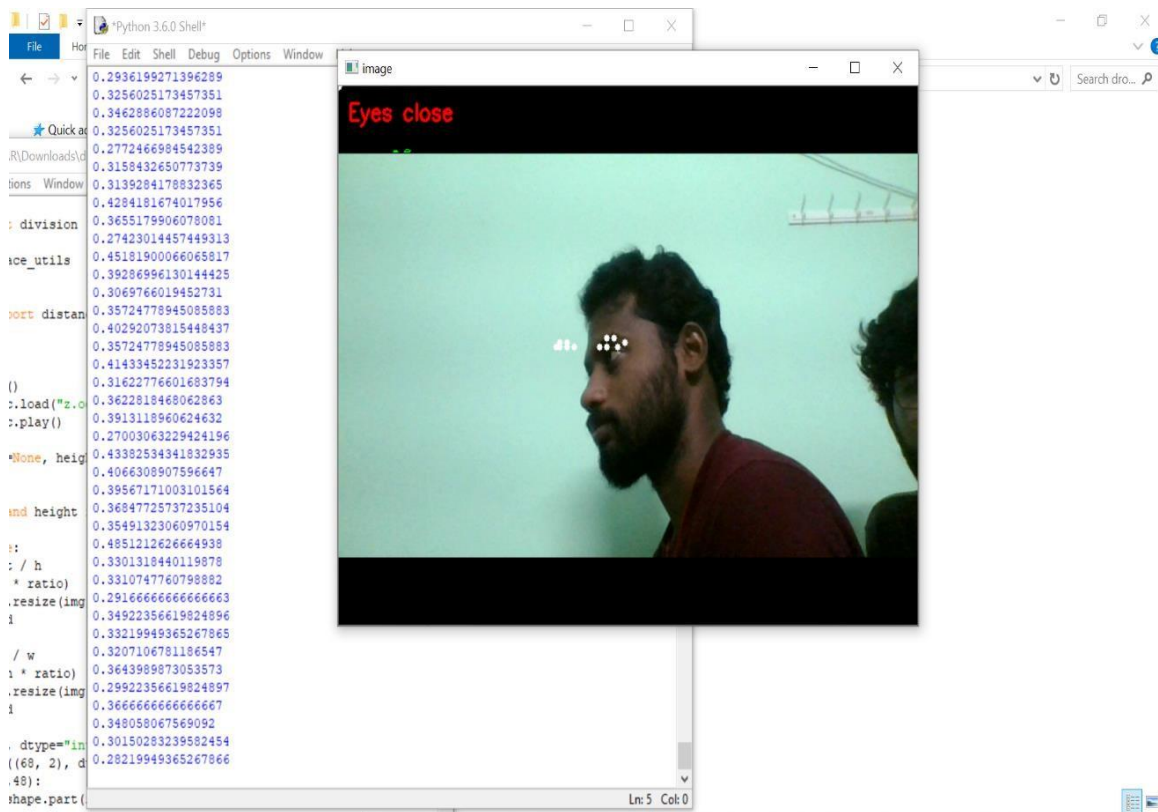 *Python 3.6.0 Shell*
File
File Edit Shell Debug Options Window
Search dro...
Quick ac
.R\Downloads\d
tions Window
division
ace_utils
port distan
()
c.load("z.o
c.play()
=None, heig
and height
e:
t / h
* ratio)
.resize(img
d
/ w
h * ratio)
.resize(img
d
, dtype="in
((68, 2), d
,48):
shape.part(
0.2936199271396289
0.3256025173457351
0.3462886087222098
0.3256025173457351
0.2772466984542389
0.3158432650773739
0.3139284178832365
0.4284181674017956
0.3655179906078081
0.27423014457449313
0.45181900066065817
0.39286996130144425
0.3069766019452731
0.35724778945085883
0.40292073815448437
0.35724778945085883
0.41433452231923357
0.31622776601683794
0.3622818468062863
0.3913118960624632
0.27003063229424196
0.43382534341832935
0.4066308907596647
0.39567171003101564
0.36847725737235104
0.35491323060970154
0.4851212626664938
0.3301318440119878
0.3310747760798882
0.29166666666666663
0.34922356619824896
0.33219949365267865
0.3207106781186547
0.3643989873053573
0.29922356619824897
0.3666666666666667
0.348058067569092
0.30150283239582454
0.28219949365267866
Ln: 5 Col: 0
image
Eyes close